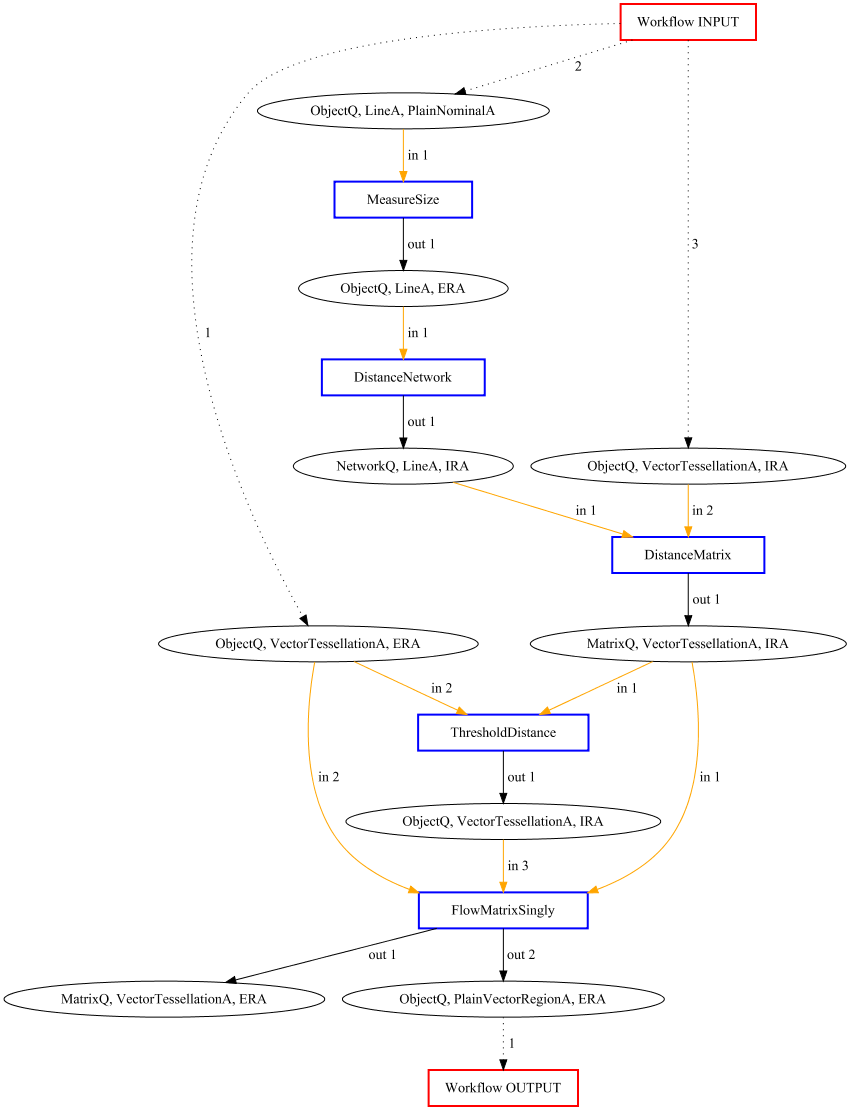 Workflow INPUT
2
ObjectQ, LineA, PlainNominalA
in 1
MeasureSize
3
out 1
ObjectQ, LineA, ERA
1
in 1
DistanceNetwork
out 1
NetworkQ, LineA, IRA
ObjectQ, VectorTessellationA, IRA
in 1
in 2
DistanceMatrix
out 1
ObjectQ, VectorTessellationA, ERA
MatrixQ, VectorTessellationA, IRA
in 2
in 1
ThresholdDistance
in 2
out 1
in 1
ObjectQ, VectorTessellationA, IRA
in 3
FlowMatrixSingly
out 1
out 2
MatrixQ, VectorTessellationA, ERA
ObjectQ, PlainVectorRegionA, ERA
1
Workflow OUTPUT